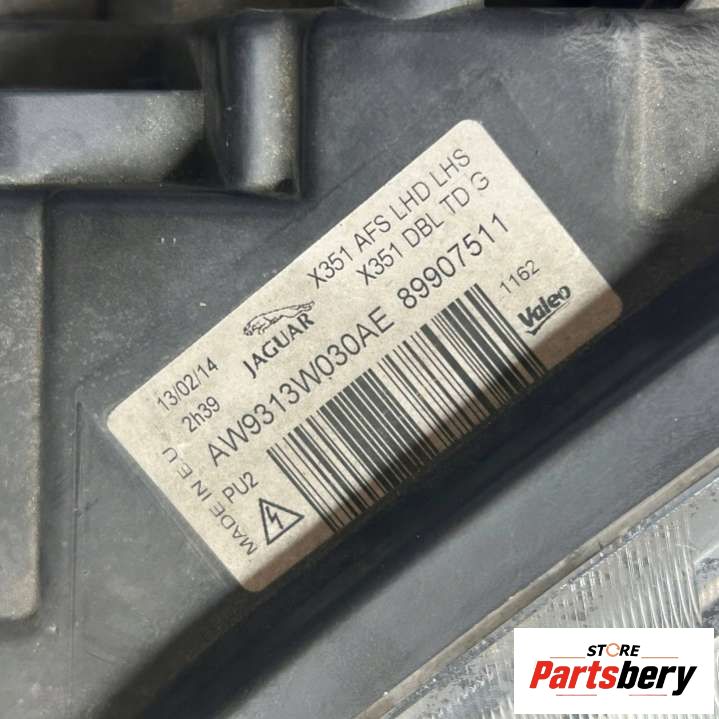 X351 AFS LHD LHS
X351 DBL TD G
13/02/14
2h39
JAGUAR
AW9313W030AE 89907511
1162
Valeo
MADE IN EU
PU2
STORE
Partsbery